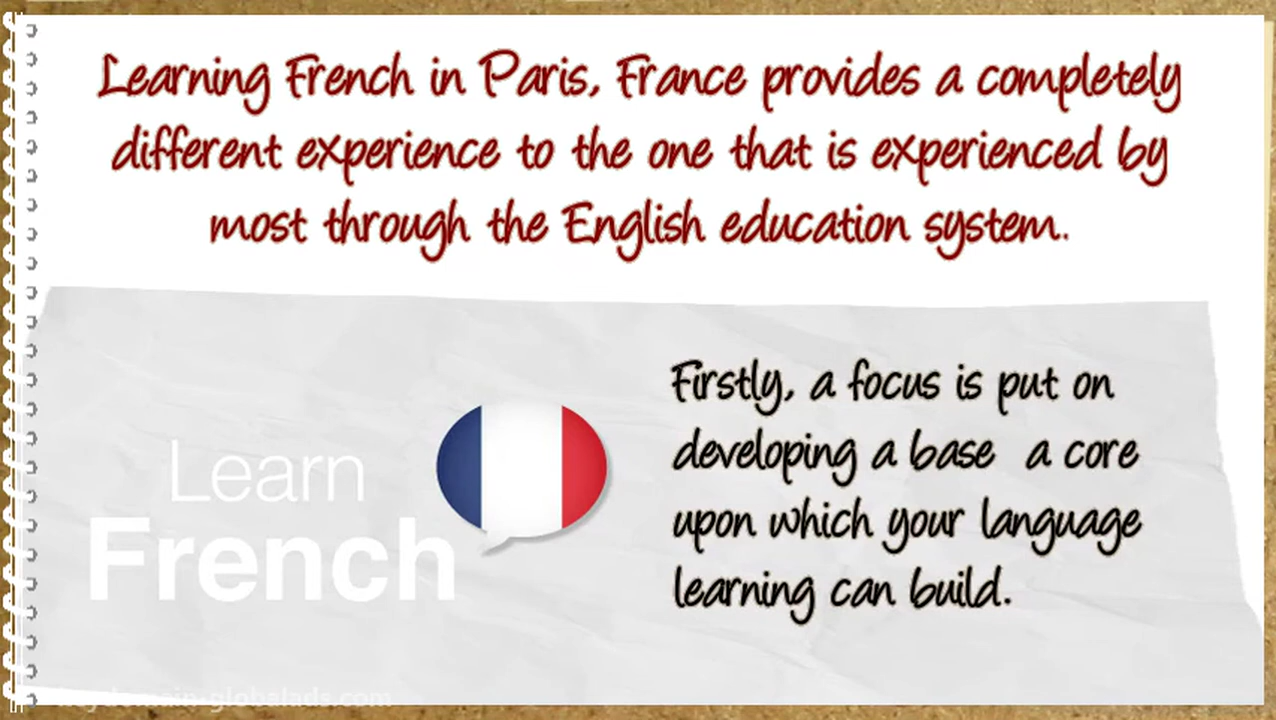 Learning French in Paris, France provides a completely
different experience to the one that is experienced by
most through the English education system.
Firstly, a focus is put on
developing a base a core
upon which your language
learning can build.
Learn
French